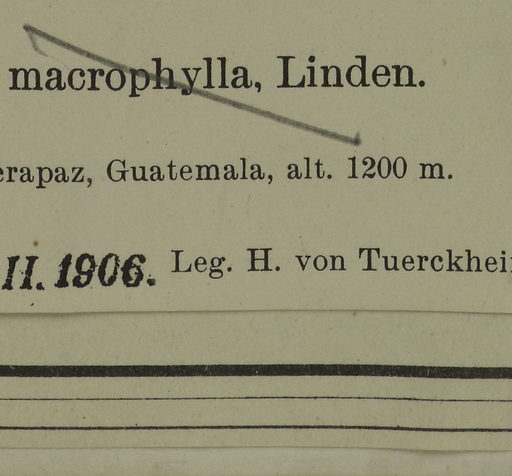 macrophylla, Linden.
erapaz, Guatemala, alt. 1200 m.
II. 1906. Leg. H. von Tuerckhei